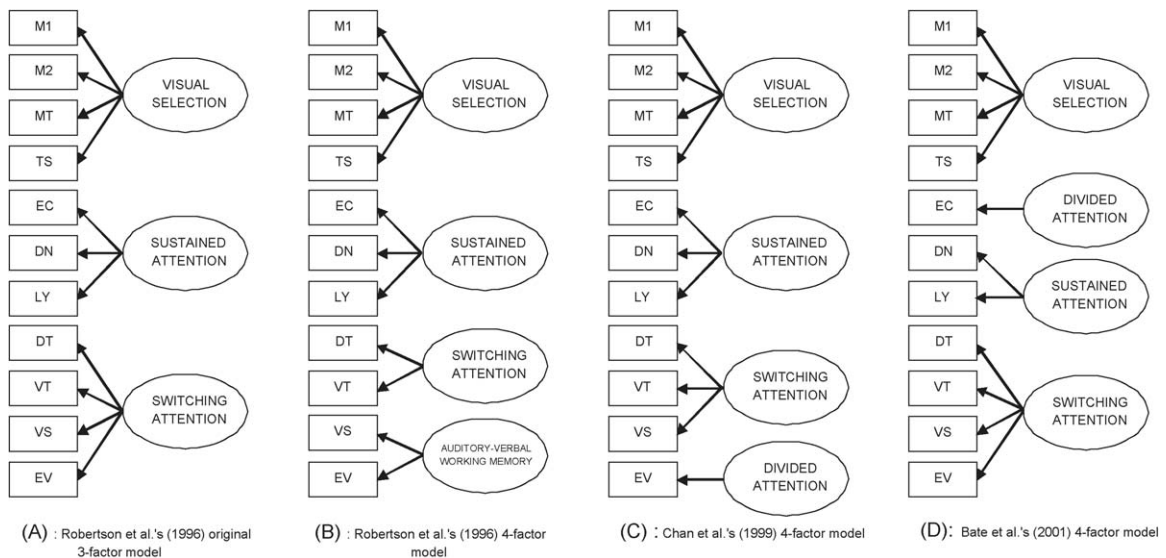 M1
M2
MT
TS
EC
DN
LY
DT
VT
VS
EV
VISUAL
SELECTION
SUSTAINED
ATTENTION
SWITCHING
ATTENTION
(A) : Robertson et al.'s (1996) original
3-factor model
M1
M2
MT
TS
EC
DN
LY
DT
VT
VS
EV
VISUAL
SELECTION
SUSTAINED
ATTENTION
SWITCHING
ATTENTION
AUDITORY-VERBAL
WORKING MEMORY
(B) : Robertson et al.'s (1996) 4-factor
model
M1
M2
MT
TS
EC
DN
LY
DT
VT
VS
EV
VISUAL
SELECTION
SUSTAINED
ATTENTION
SWITCHING
ATTENTION
DIVIDED
ATTENTION
(C) : Chan et al.'s (1999) 4-factor model
M1
M2
MT
TS
EC
DN
LY
DT
VT
VS
EV
VISUAL
SELECTION
DIVIDED
ATTENTION
SUSTAINED
ATTENTION
SWITCHING
ATTENTION
(D) : Bate et al.'s (2001) 4-factor model